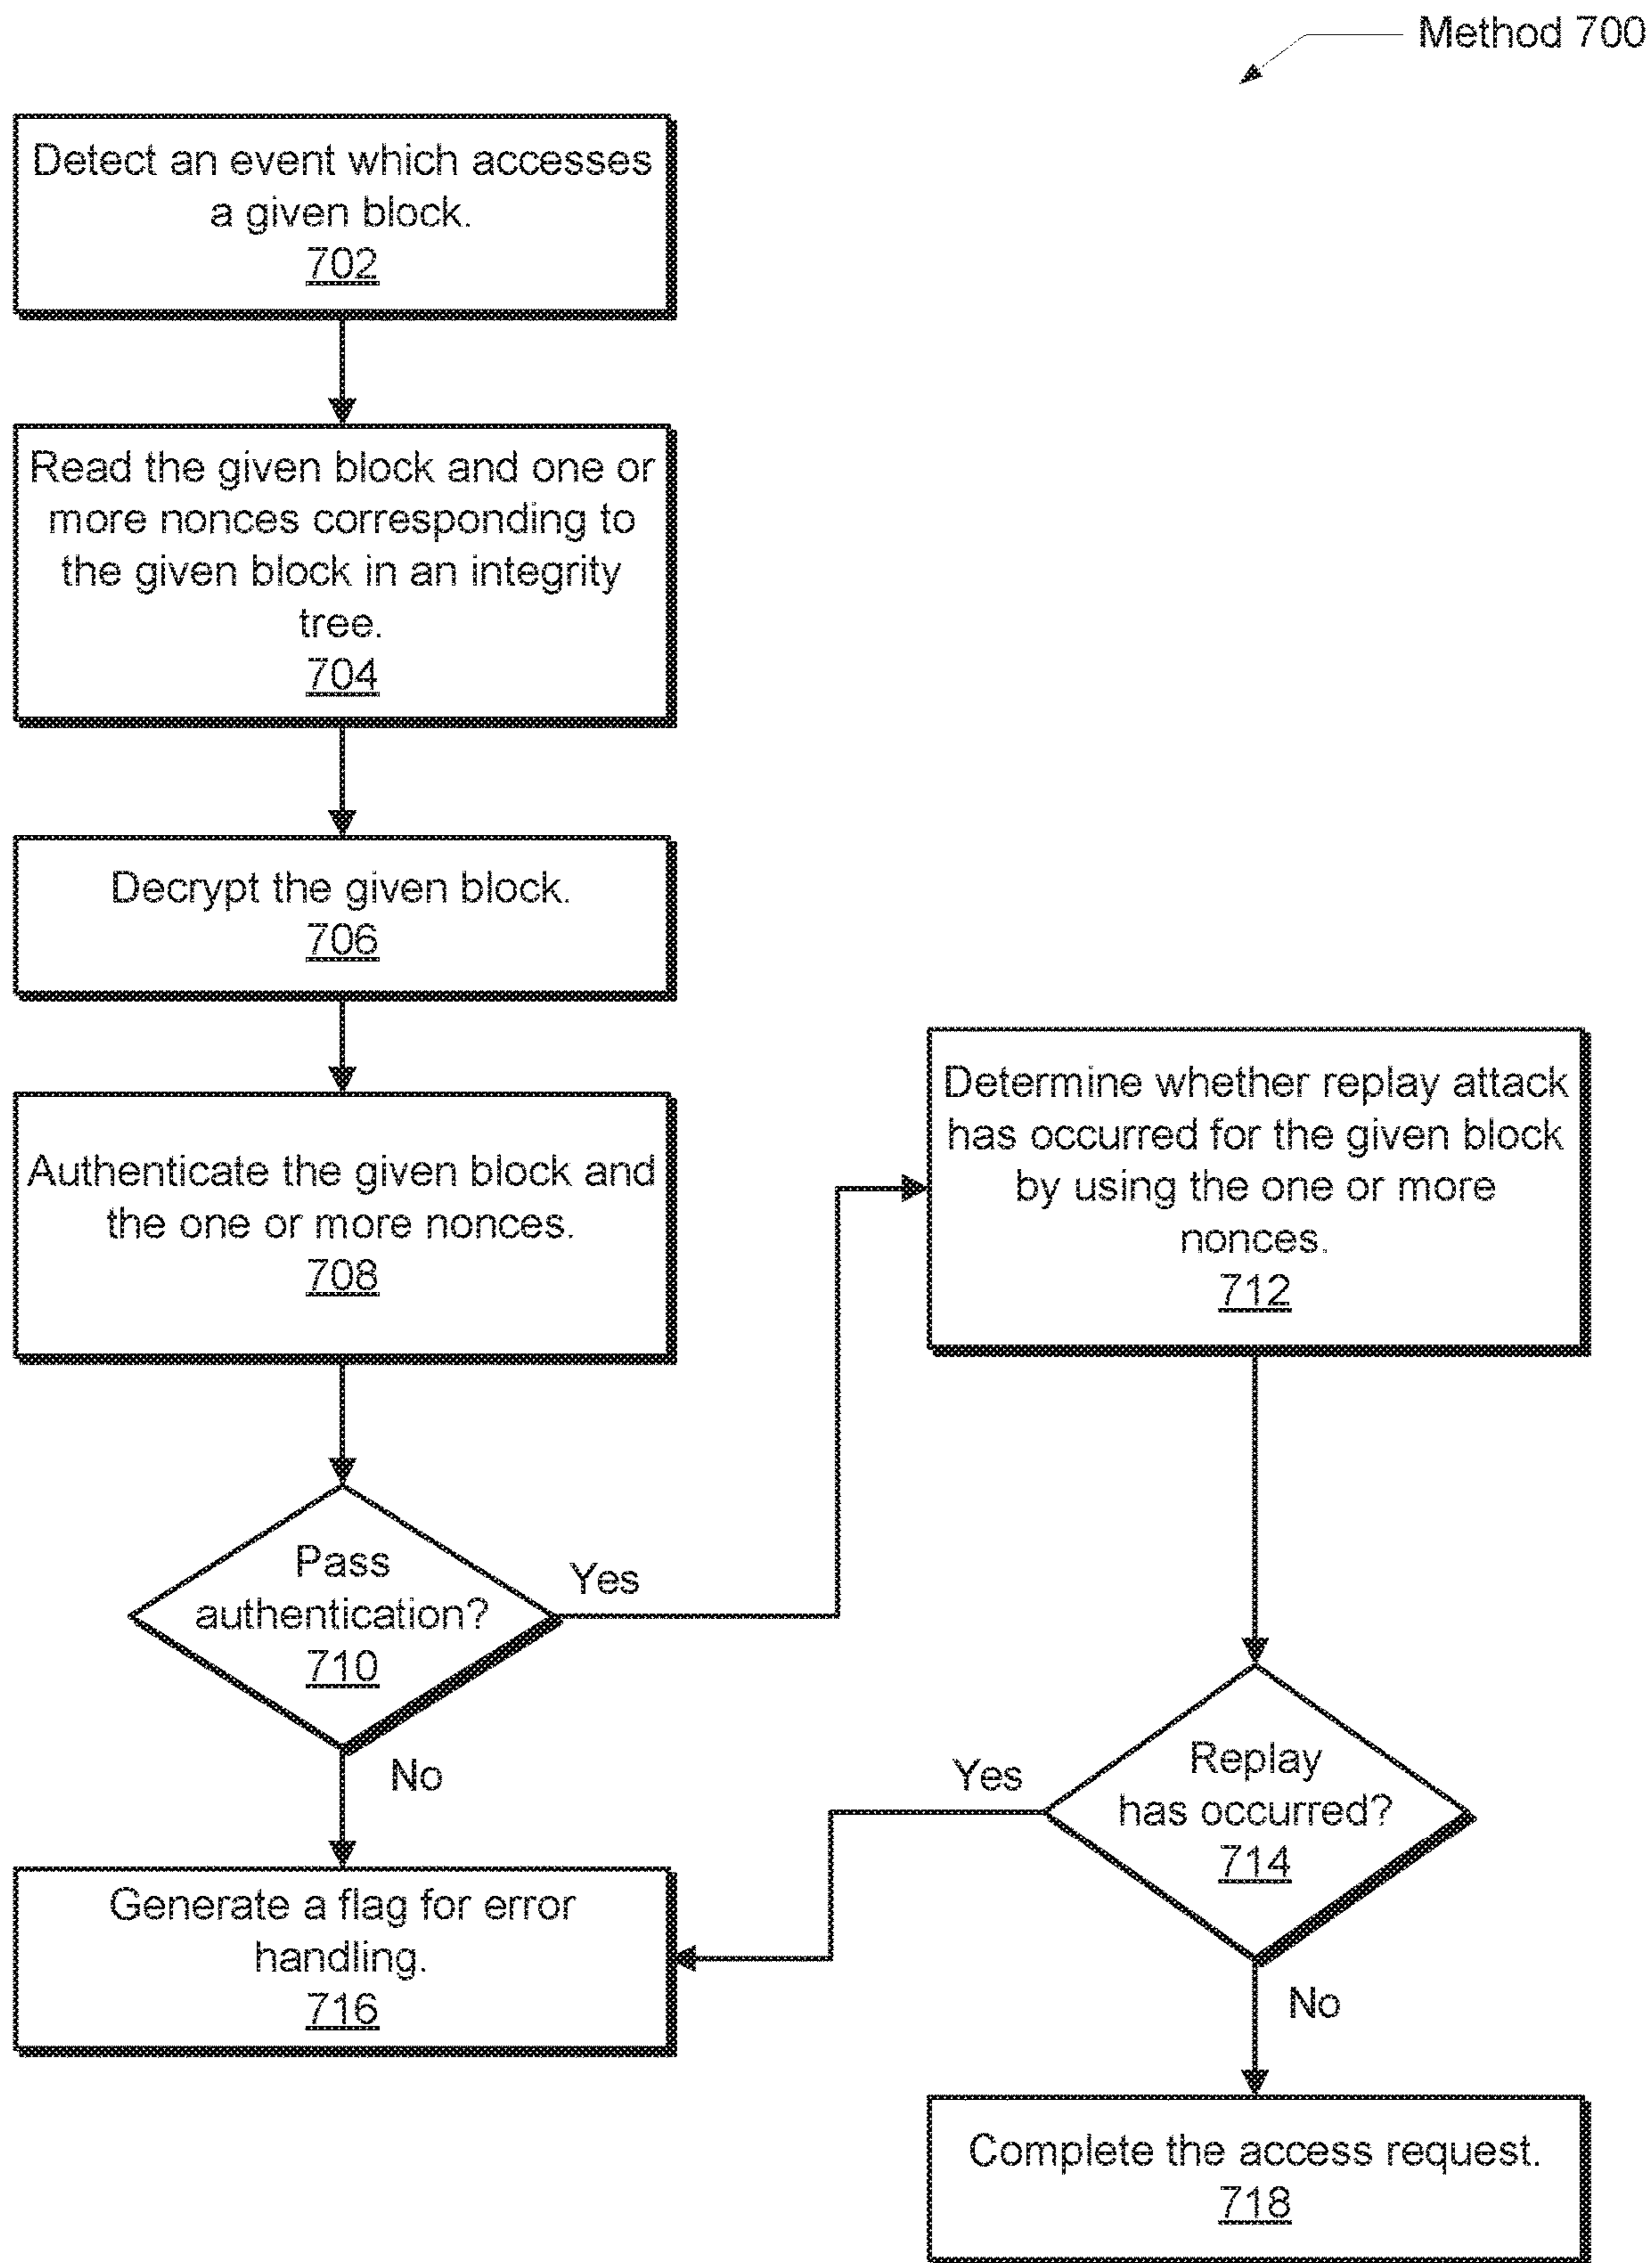 Method 700
Detect an event which accesses
a given block.
702
Read the given block and one or
more nonces corresponding to
the given block in an integrity
tree.
704
Decrypt the given block.
706
Authenticate the given block and
the one or more nonces.
708
Pass
authentication?
710
Yes
No
Determine whether replay attack
has occurred for the given block
by using the one or more
nonces.
712
Replay
has occurred?
714
Yes
No
Generate a flag for error
handling.
716
Complete the access request.
718